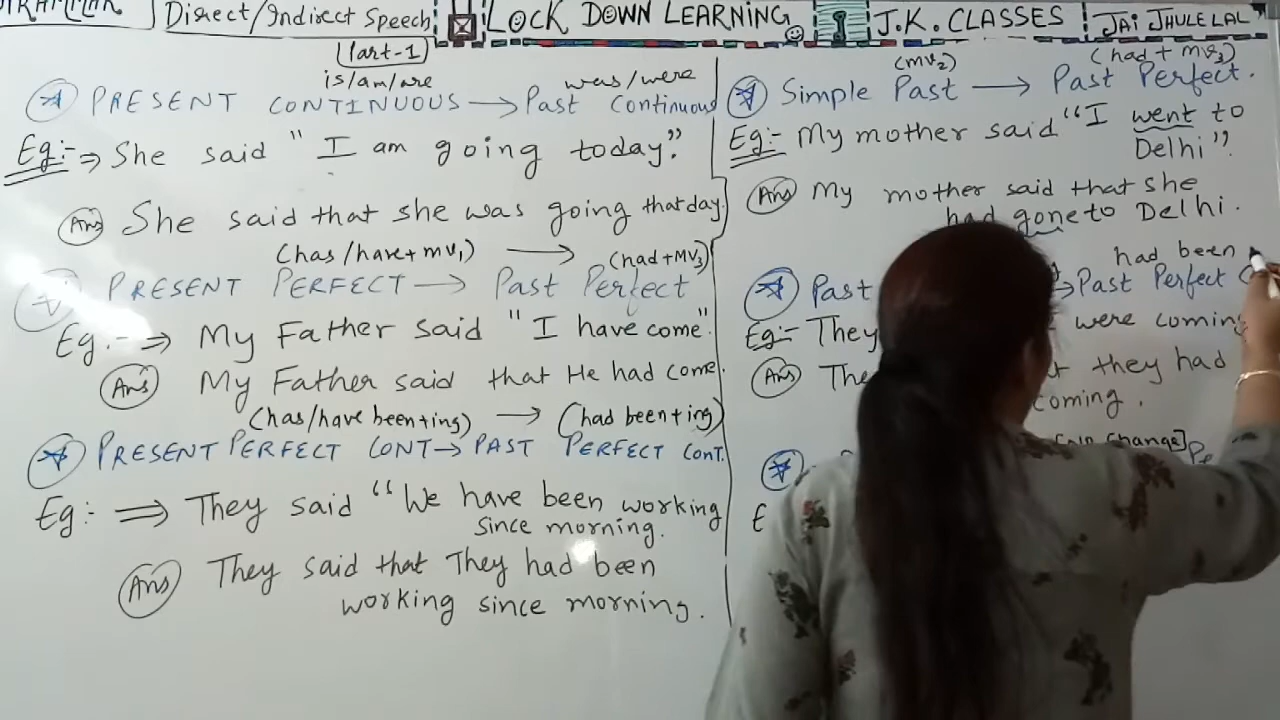 Direct/Indirect Speech
Part-1
LOCK DOWN LEARNING
J.K. CLASSES
JAI JHULELAL
is/am/are
was/were
PRESENT CONTINUOUS → Past Continuous
Eg:- ⇒ She said " I am going today."
Ans She said that she was going that day.
(has/have+mv1) → (had+MV3)
PRESENT PERFECT → Past Perfect
Eg.- ⇒ My Father said "I have come".
Ans My Father said that He had come.
(has/have been+ing) → (had been+ing)
PRESENT PERFECT CONT → PAST PERFECT CONT.
Eg:- ⇒ They said “We have been working
since morning.
Ans They said that They had been
working since morning.
(mv2)
(had + mv3)
Simple Past → Past Perfect.
Eg:- My mother said “I went to
Delhi”.
Ans My mother said that she
had gone to Delhi.
had been
Past → Past Perfect
Eg:- They were coming
Ans they had
coming.
Change]